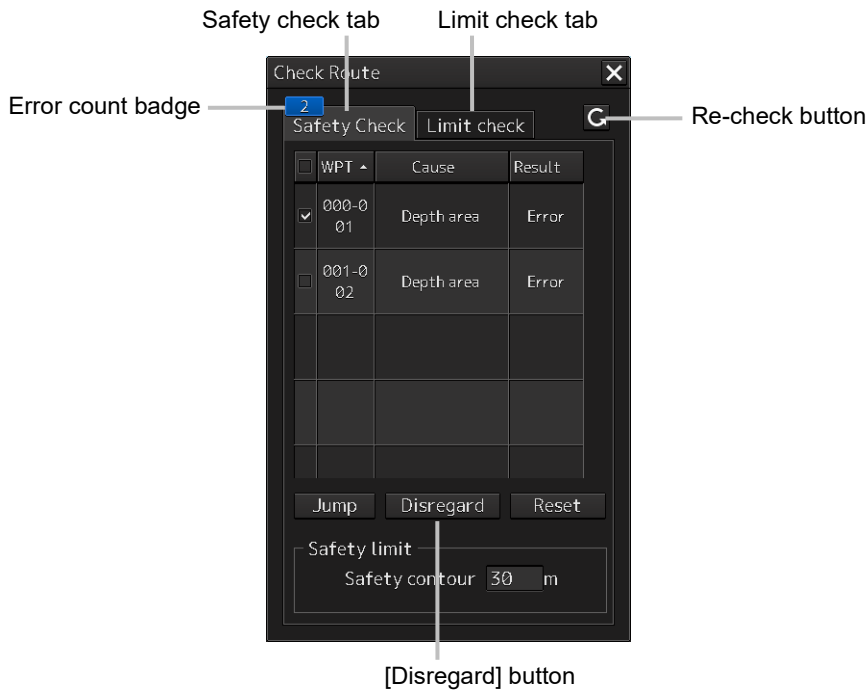 Safety check tab Limit check tab
Check Route
Error count badge
2
Safety Check Limit check
Re-check button
WPT Cause Result
000-0
01
Depth area Error
001-0
02
Depth area Error
Jump Disregard Reset
Safety limit
Safety contour 30 m
[Disregard] button